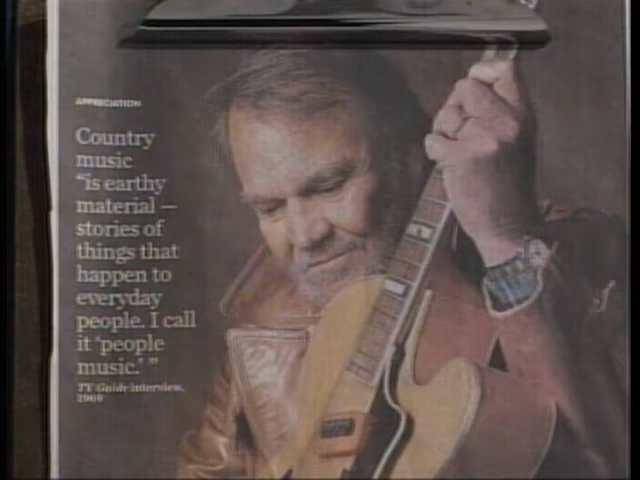 APPRECIATION
Country
music
“is earthy
material —
stories of
things that
happen to
everyday
people. I call
it ‘people
music.’ ”
TV Guide interview,
1969